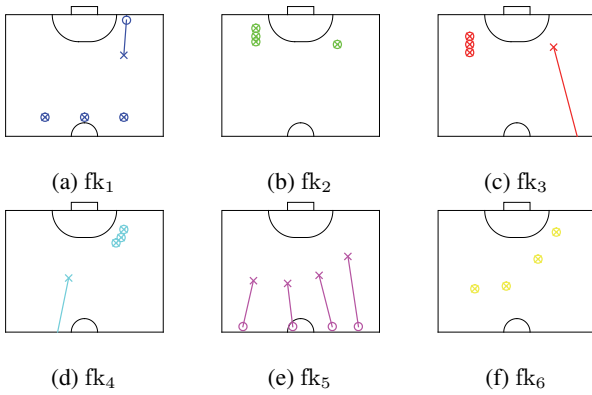 (a) fk₁ (b) fk₂ (c) fk₃
(d) fk₄ (e) fk₅ (f) fk₆